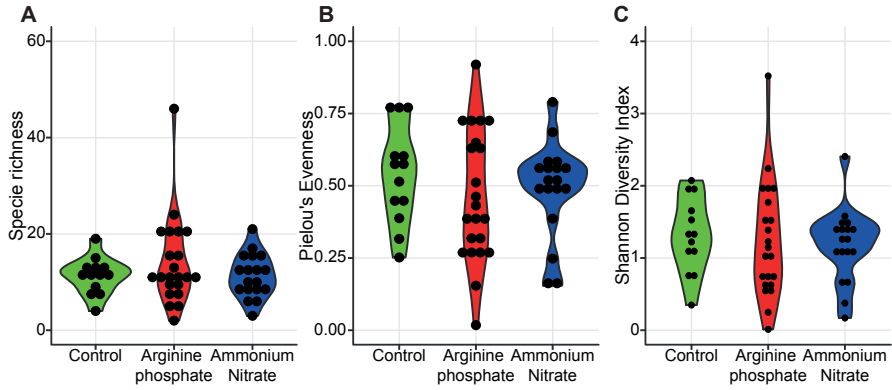 A
Specie richness
60
40
20
0
Control
Arginine
phosphate
Ammonium
Nitrate
B
Pielou's Evenness
1.00
0.75
0.50
0.25
0.00
Control
Arginine
phosphate
Ammonium
Nitrate
C
Shannon Diversity Index
4
3
2
1
0
Control
Arginine
phosphate
Ammonium
Nitrate